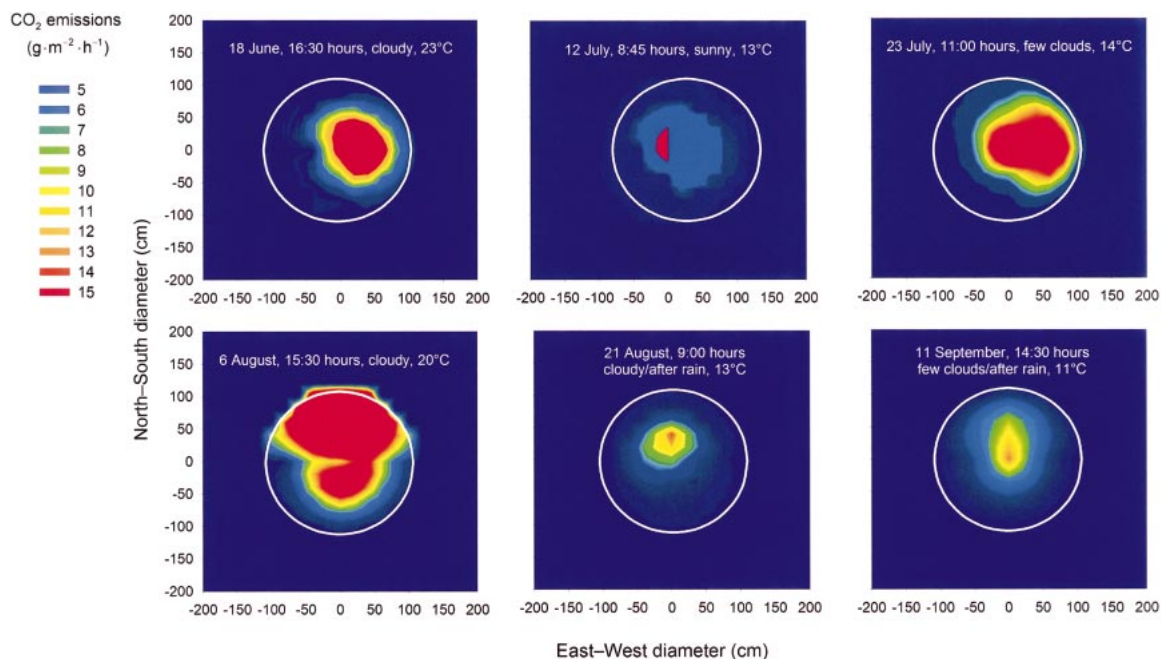 CO2 emissions
(g·m−2·h−1)
5
6
7
8
9
10
11
12
13
14
15
North–South diameter (cm)
200
150
100
50
0
-50
-100
-150
-200
18 June, 16:30 hours, cloudy, 23°C
-200 -150 -100 -50 0 50 100 150 200
12 July, 8:45 hours, sunny, 13°C
-200 -150 -100 -50 0 50 100 150 200
23 July, 11:00 hours, few clouds, 14°C
-200 -150 -100 -50 0 50 100 150 200
200
150
100
50
0
-50
-100
-150
-200
6 August, 15:30 hours, cloudy, 20°C
-200 -150 -100 -50 0 50 100 150 200
21 August, 9:00 hours
cloudy/after rain, 13°C
-200 -150 -100 -50 0 50 100 150 200
11 September, 14:30 hours
few clouds/after rain, 11°C
-200 -150 -100 -50 0 50 100 150 200
East–West diameter (cm)